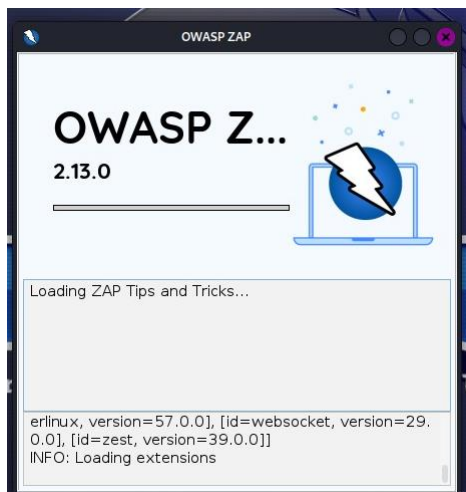 OWASP ZAP
OWASP Z...
2.13.0
Loading ZAP Tips and Tricks...
erlinux, version=57.0.0], [id=websocket, version=29.
0.0], [id=zest, version=39.0.0]]
INFO: Loading extensions